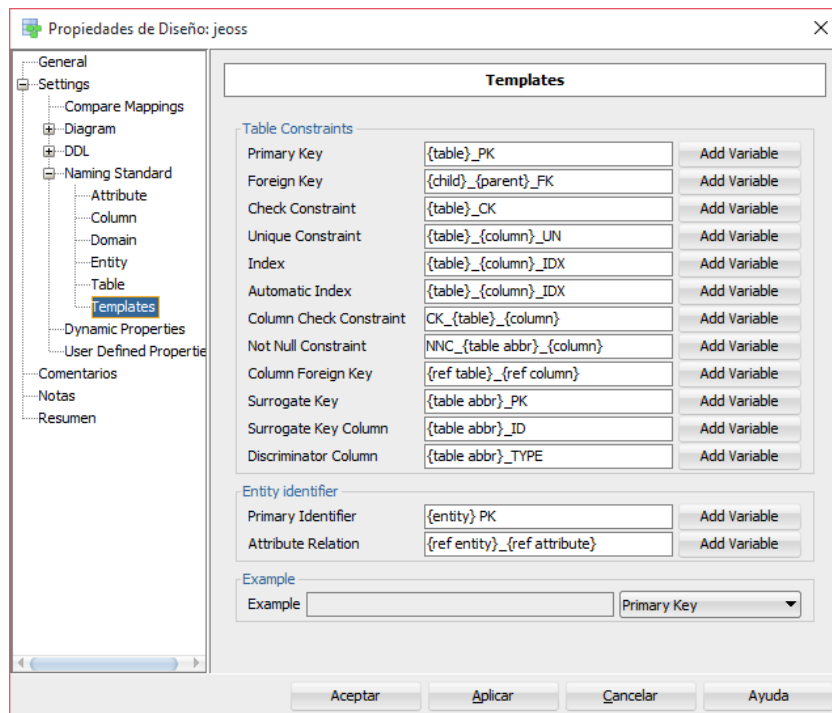 Propiedades de Diseño: jeoss
General
Settings
Compare Mappings
Diagram
DDL
Naming Standard
Attribute
Column
Domain
Entity
Table
Templates
Dynamic Properties
User Defined Propertie
Comentarios
Notas
Resumen
Templates
Table Constraints
Primary Key {table}_PK Add Variable
Foreign Key {child}_{parent}_FK Add Variable
Check Constraint {table}_CK Add Variable
Unique Constraint {table}_{column}_UN Add Variable
Index {table}_{column}_IDX Add Variable
Automatic Index {table}_{column}_IDX Add Variable
Column Check Constraint CK_{table}_{column} Add Variable
Not Null Constraint NNC_{table abbr}_{column} Add Variable
Column Foreign Key {ref table}_{ref column} Add Variable
Surrogate Key {table abbr}_PK Add Variable
Surrogate Key Column {table abbr}_ID Add Variable
Discriminator Column {table abbr}_TYPE Add Variable
Entity identifier
Primary Identifier {entity} PK Add Variable
Attribute Relation {ref entity}_{ref attribute} Add Variable
Example
Example Primary Key
Aceptar Aplicar Cancelar Ayuda